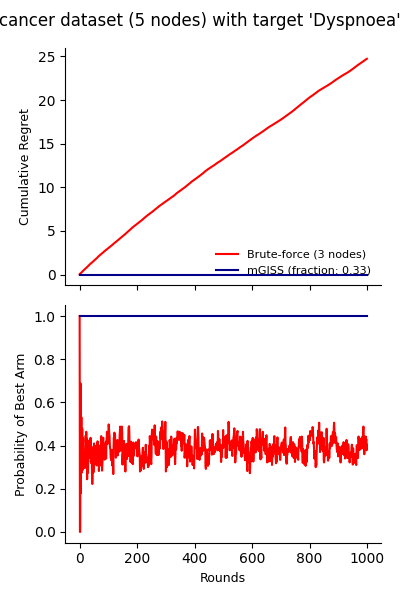 cancer dataset (5 nodes) with target 'Dyspnoea'
25
20
15
10
5
0
Cumulative Regret
Brute-force (3 nodes)
mGISS (fraction: 0.33)
1.0
0.8
0.6
0.4
0.2
0.0
Probability of Best Arm
0 200 400 600 800 1000
Rounds